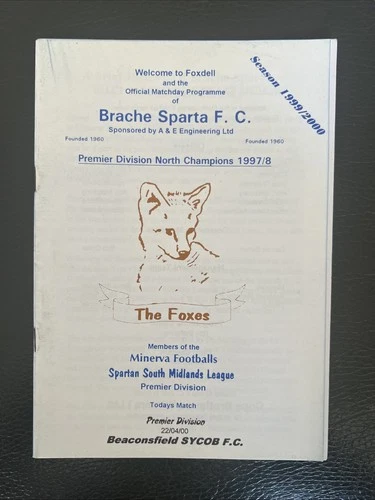 Season 1999/2000
Welcome to Foxdell
and the
Official Matchday Programme
of
Brache Sparta F. C.
Sponsored by A & E Engineering Ltd
Founded 1960 Founded 1960
Premier Division North Champions 1997/8
The Foxes
Members of the
Minerva Footballs
Spartan South Midlands League
Premier Division
Todays Match
Premier Division
22/04/00
Beaconsfield SYCOB F.C.